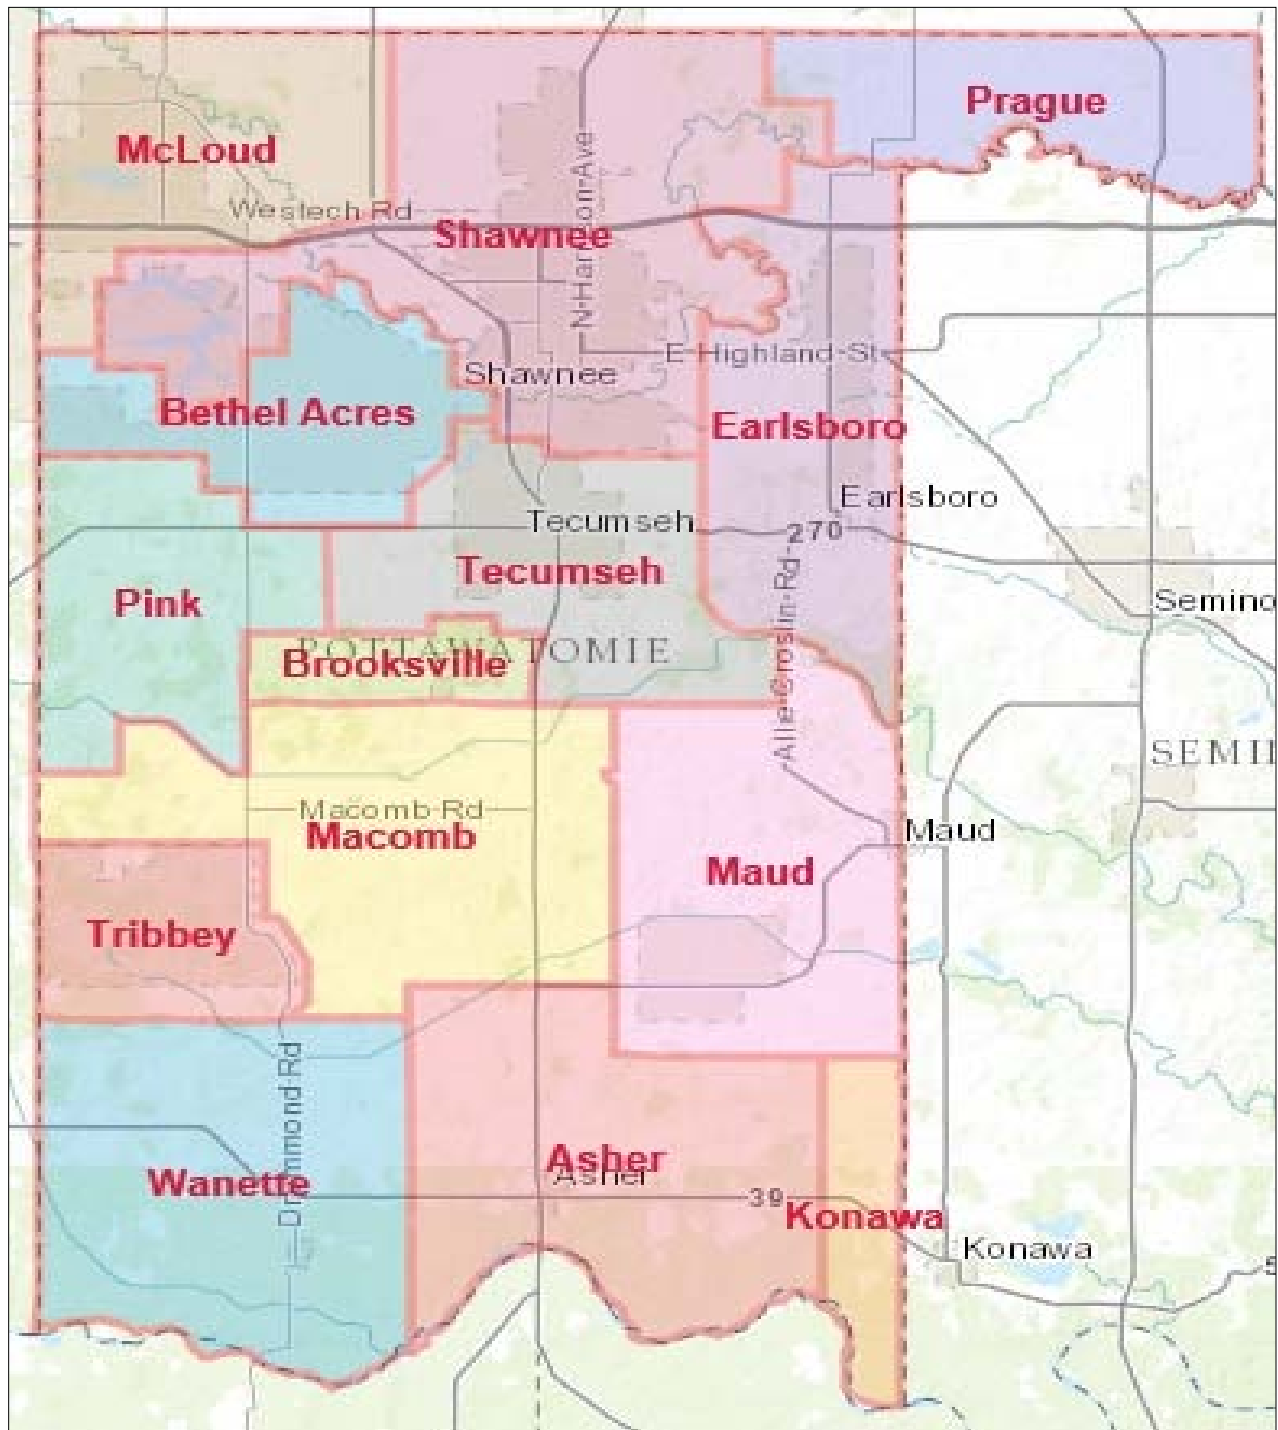 Prague
McLoud
Westech Rd
Shawnee
N Harrison Ave
E Highland St
Shawnee
Bethel Acres
Earlsboro
Earlsboro
Tecumseh
270
Tecumseh
Pink
Semino
POTTAWATOMIE
Brooksville
SEMI
Macomb Rd
Macomb
Maud
Maud
Tribbey
Drummond Rd
Asher
Asher
Wanette
39
Konawa
Konawa
5